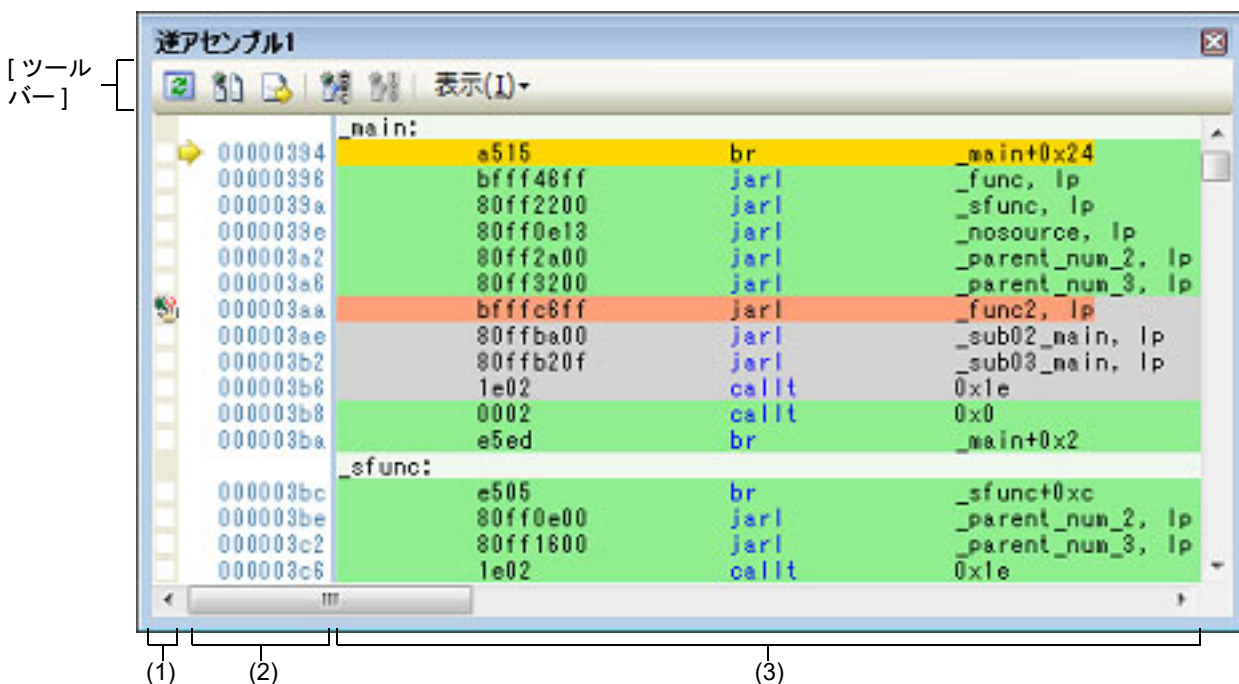 逆アセンブル1
[ ツール
バー ]
表示(I)
_main:
00000394 a515 br _main+0x24
00000396 bfff46ff jarl _func, lp
0000039a 80ff2200 jarl _sfunc, lp
0000039e 80ff0e13 jarl _nosource, lp
000003a2 80ff2a00 jarl _parent_num_2, lp
000003a6 80ff3200 jarl _parent_num_3, lp
000003aa bfffc6ff jarl _func2, lp
000003ae 80ffba00 jarl _sub02_main, lp
000003b2 80ffb20f jarl _sub03_main, lp
000003b6 1e02 callt 0x1e
000003b8 0002 callt 0x0
000003ba e5ed br _main+0x2
_sfunc:
000003bc e505 br _sfunc+0xc
000003be 80ff0e00 jarl _parent_num_2, lp
000003c2 80ff1600 jarl _parent_num_3, lp
000003c6 1e02 callt 0x1e
(1) (2) (3)